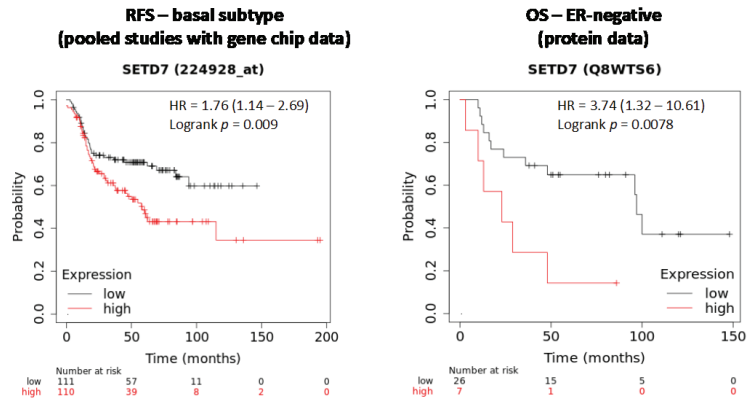 RFS – basal subtype
(pooled studies with gene chip data)
SETD7 (224928_at)
HR = 1.76 (1.14 – 2.69)
Logrank p = 0.009
Probability
1.0
0.8
0.6
0.4
0.2
0.0
Expression
low
high
0 50 100 150 200
Time (months)
Number at risk
low 111 57 11 0 0
high 110 39 8 2 0
OS – ER-negative
(protein data)
SETD7 (Q8WTS6)
HR = 3.74 (1.32 – 10.61)
Logrank p = 0.0078
Probability
1.0
0.8
0.6
0.4
0.2
0.0
Expression
low
high
0 50 100 150
Time (months)
Number at risk
low 26 15 5 0
high 7 1 0 0